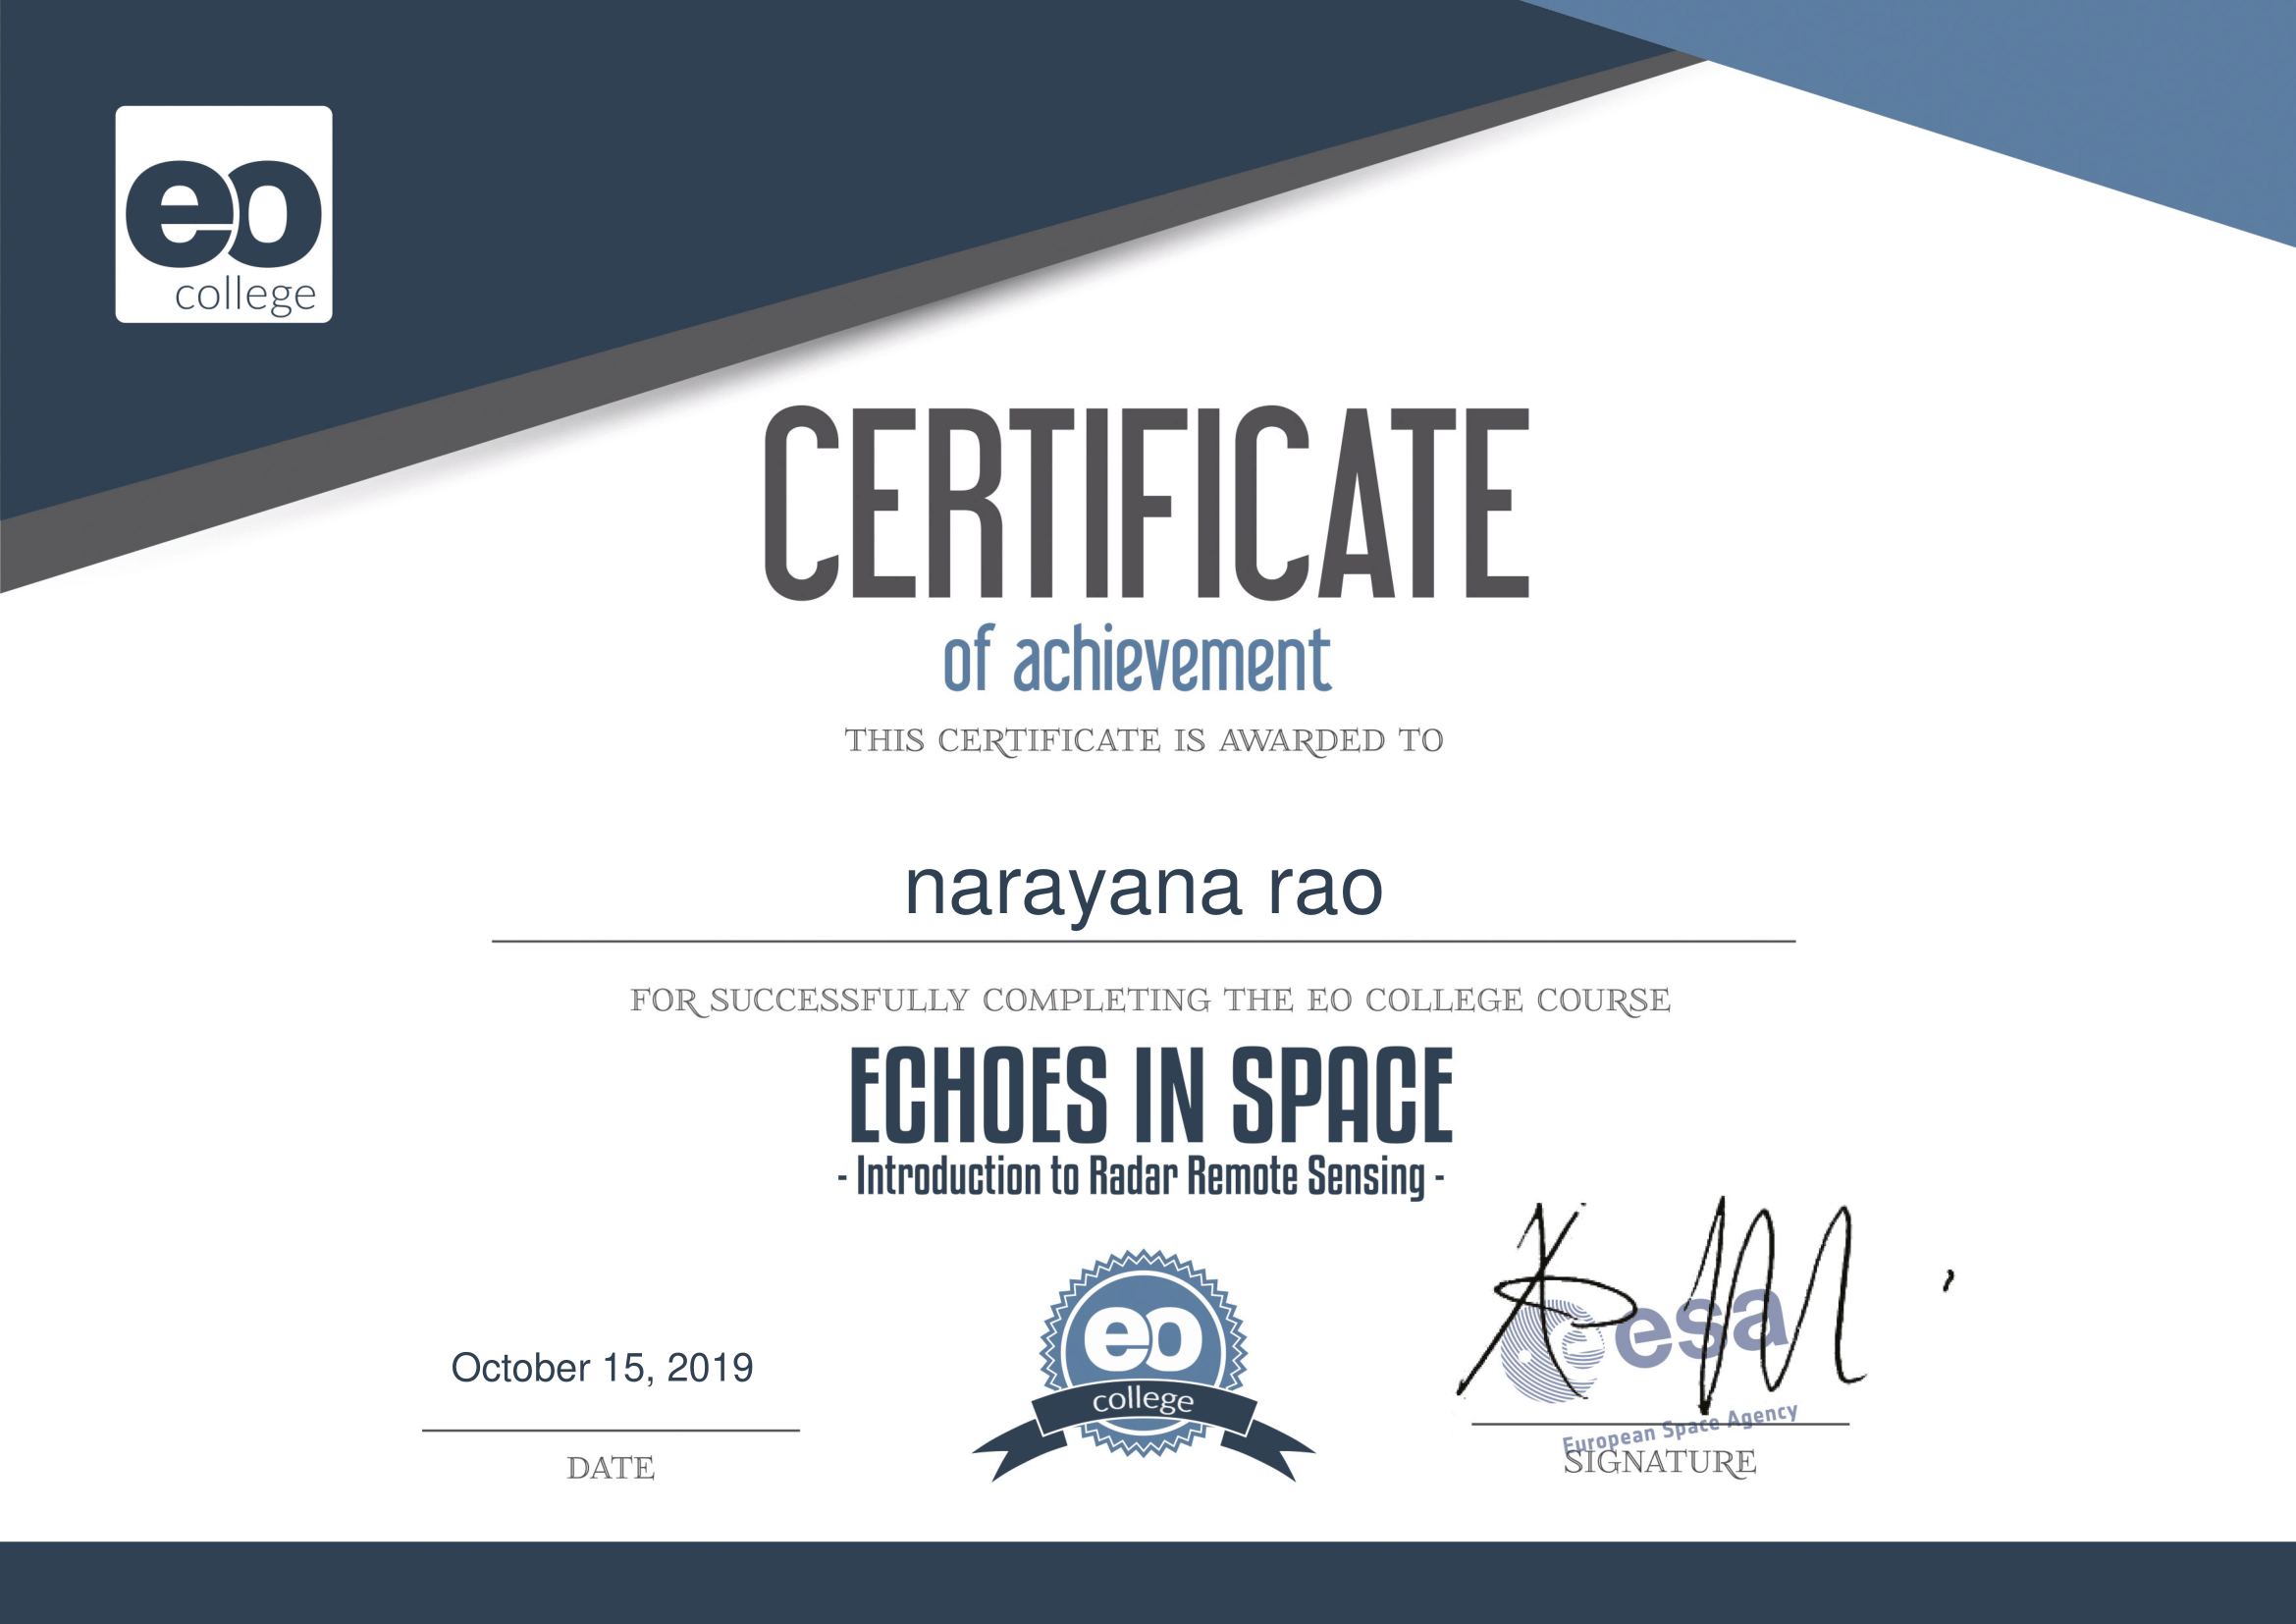 eo
college
CERTIFICATE
of achievement
THIS CERTIFICATE IS AWARDED TO
narayana rao
FOR SUCCESSFULLY COMPLETING THE EO COLLEGE COURSE
ECHOES IN SPACE
- Introduction to Radar Remote Sensing -
eo
college
October 15, 2019
DATE
esa
European Space Agency
SIGNATURE